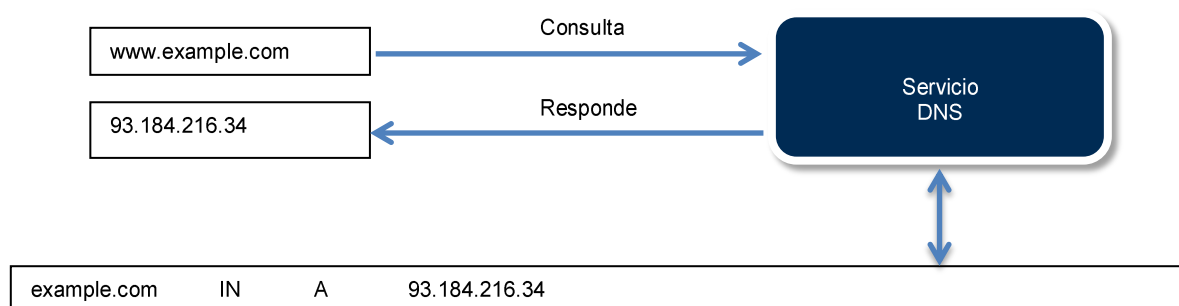 Consulta
www.example.com
Servicio
DNS
Responde
93.184.216.34
example.com IN A 93.184.216.34